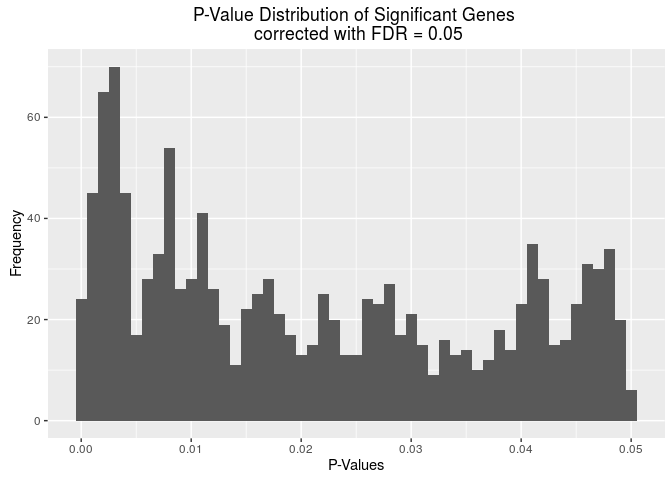 P-Value Distribution of Significant Genes
corrected with FDR = 0.05
Frequency
60
40
20
0
0.00 0.01 0.02 0.03 0.04 0.05
P-Values